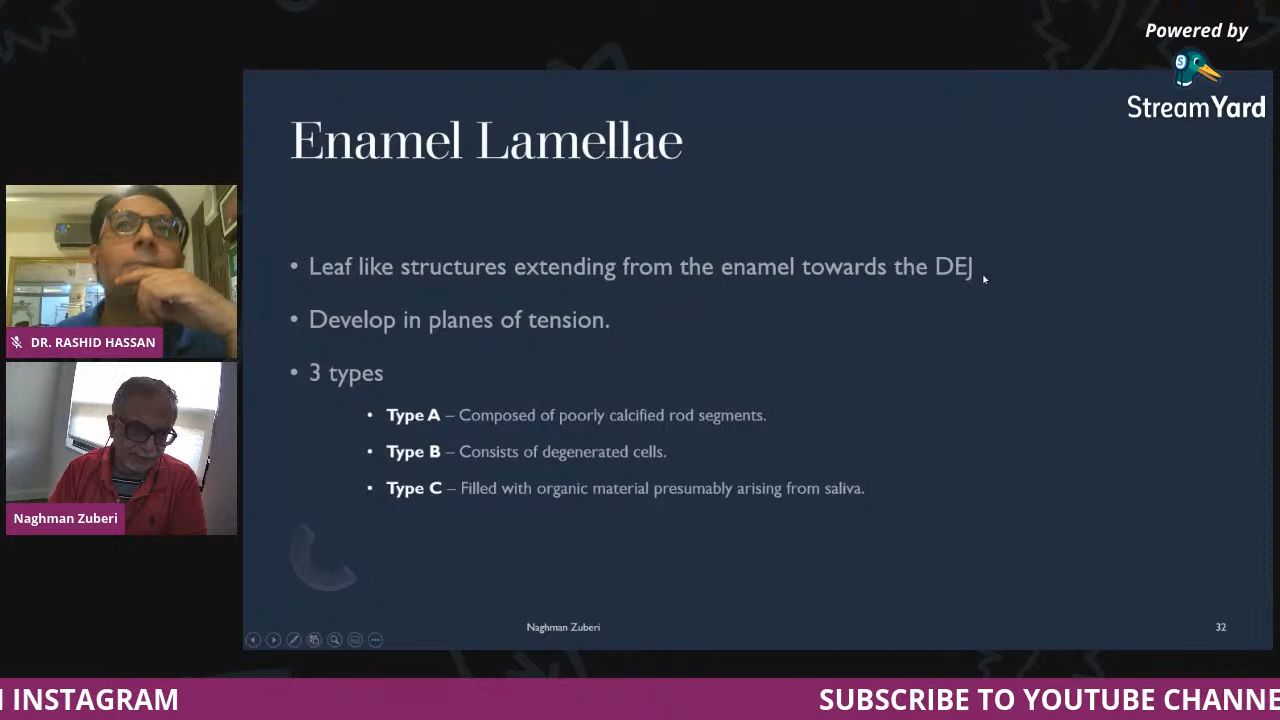 Powered by
StreamYard
Enamel Lamellae
• Leaf like structures extending from the enamel towards the DEJ
• Develop in planes of tension.
• 3 types
• Type A – Composed of poorly calcified rod segments.
• Type B – Consists of degenerated cells.
• Type C – Filled with organic material presumably arising from saliva.
DR. RASHID HASSAN
Naghman Zuberi
Naghman Zuberi
32
INSTAGRAM
SUBSCRIBE TO YOUTUBE CHANNE